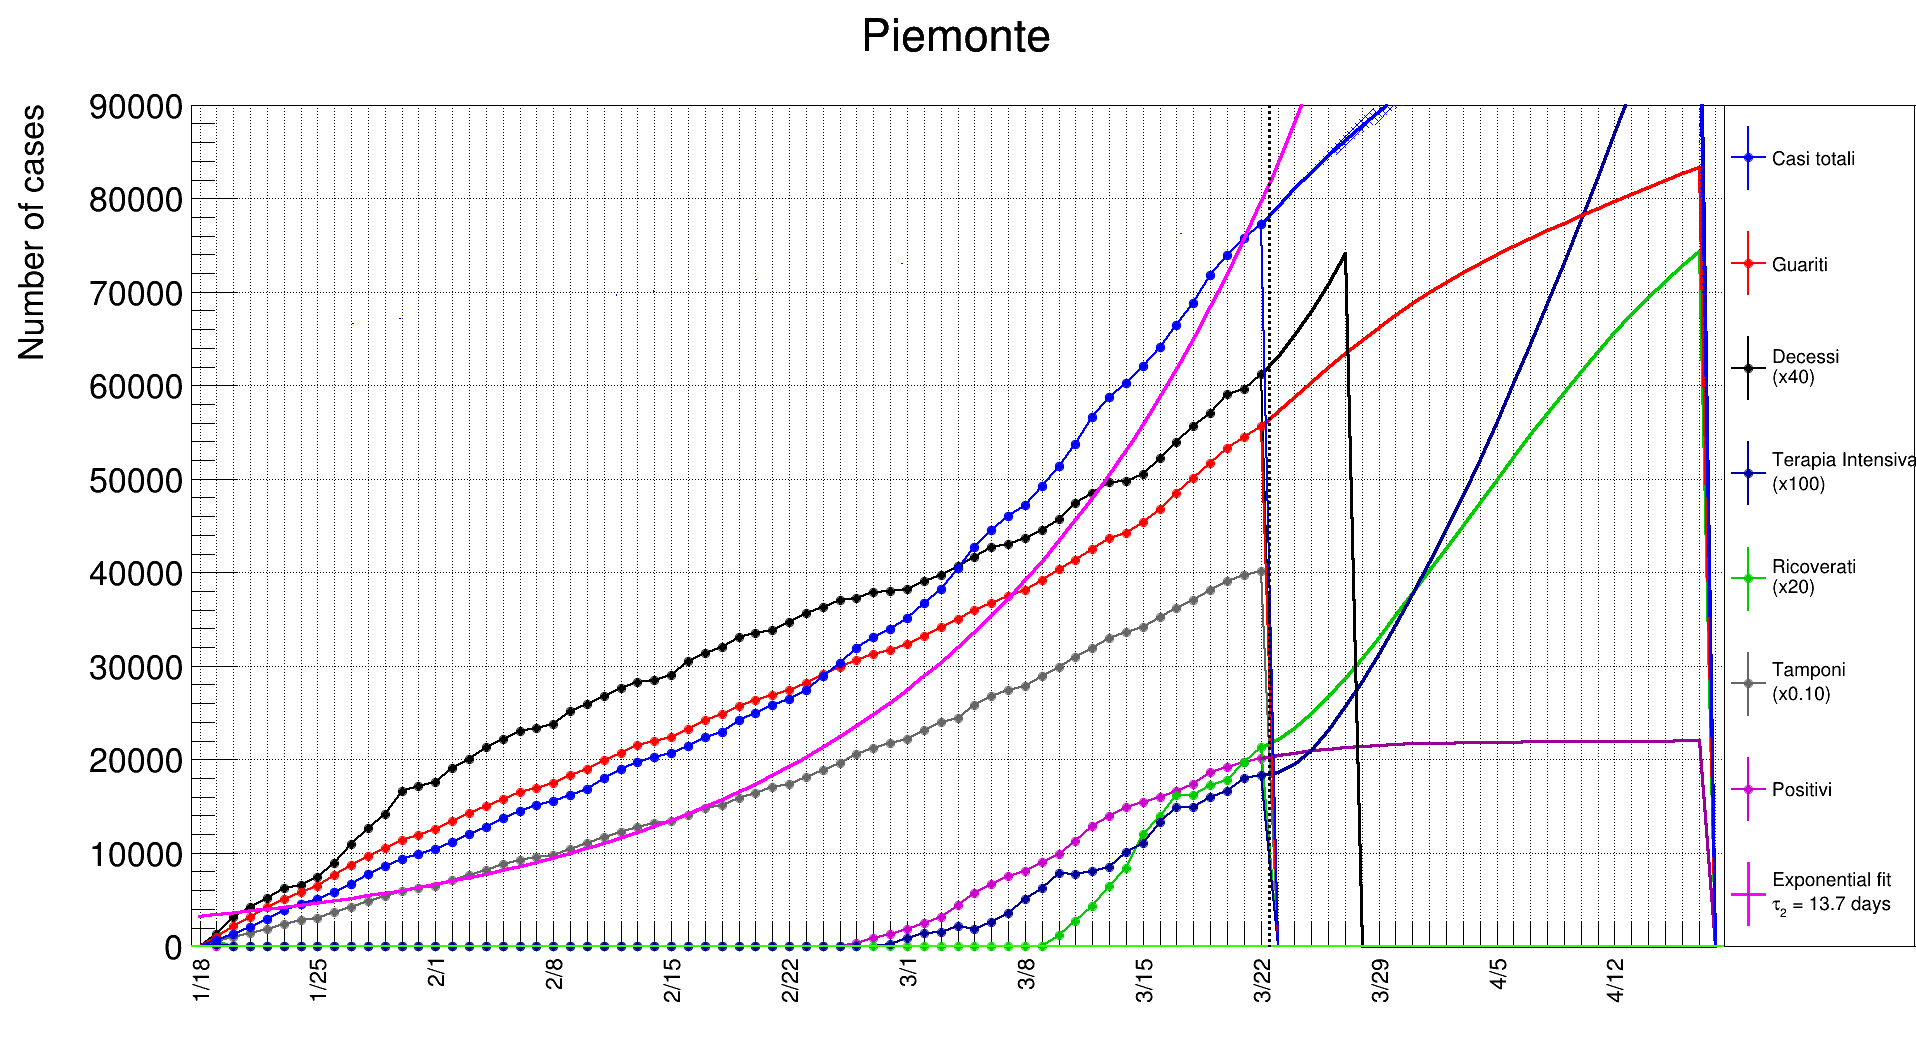 Piemonte
Number of cases
90000
80000
70000
60000
50000
40000
30000
20000
10000
0
1/18
1/25
2/1
2/8
2/15
2/22
3/1
3/8
3/15
3/22
3/29
4/5
4/12
Casi totali
Guariti
Decessi
(x40)
Terapia Intensiva
(x100)
Ricoverati
(x20)
Tamponi
(x0.10)
Positivi
Exponential fit
τ2 = 13.7 days